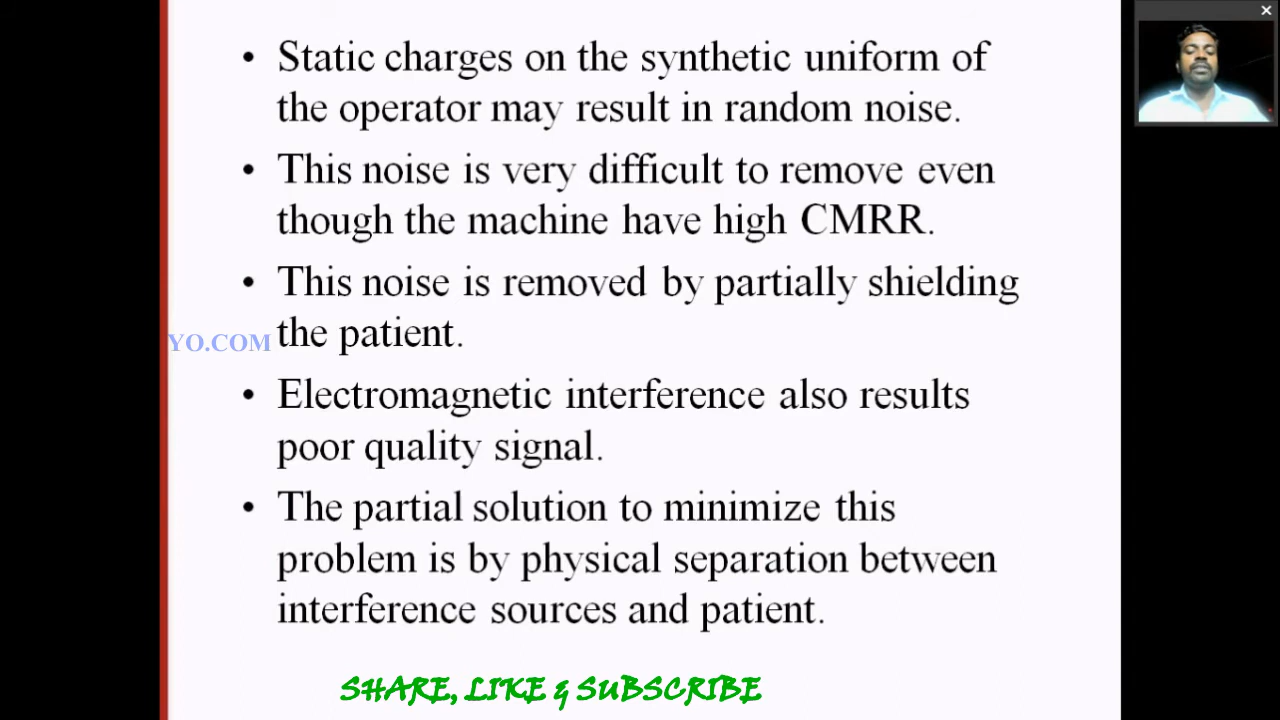 • Static charges on the synthetic uniform of
the operator may result in random noise.
• This noise is very difficult to remove even
though the machine have high CMRR.
• This noise is removed by partially shielding
the patient.
YO.COM
• Electromagnetic interference also results
poor quality signal.
• The partial solution to minimize this
problem is by physical separation between
interference sources and patient.
SHARE, LIKE & SUBSCRIBE